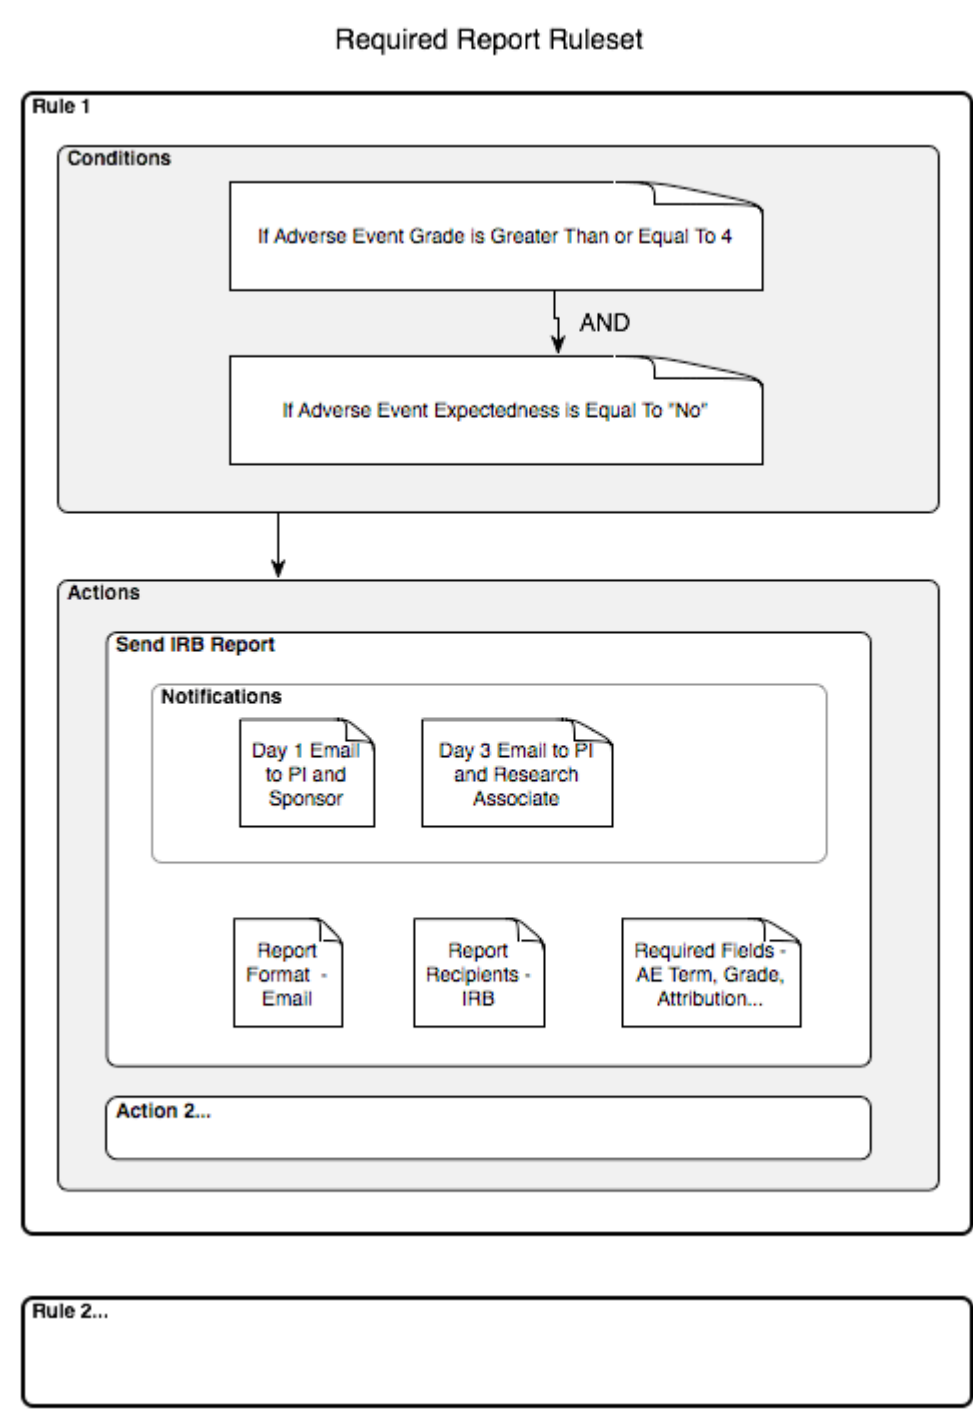 Required Report Ruleset
Rule 1
Conditions
If Adverse Event Grade is Greater Than or Equal To 4
AND
If Adverse Event Expectedness is Equal To "No"
Actions
Send IRB Report
Notifications
Day 1 Email
to PI and
Sponsor
Day 3 Email to PI
and Research
Associate
Report
Format -
Email
Report
Recipients -
IRB
Required Fields -
AE Term, Grade,
Attribution...
Action 2...
Rule 2...